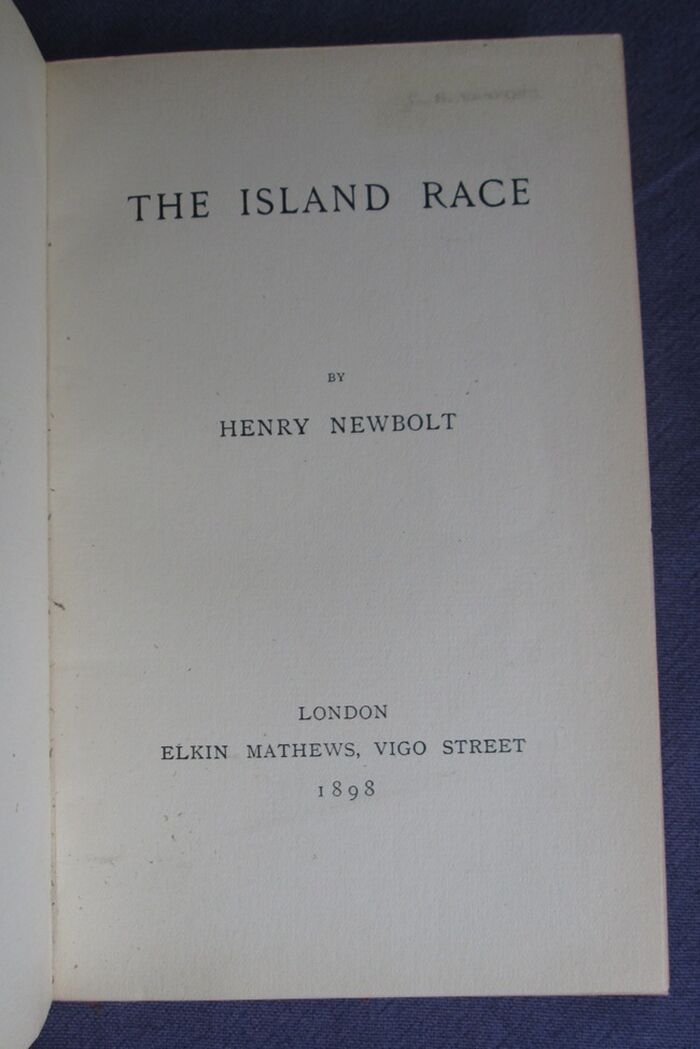 THE ISLAND RACE
BY
HENRY NEWBOLT
LONDON
ELKIN MATHEWS, VIGO STREET
1898